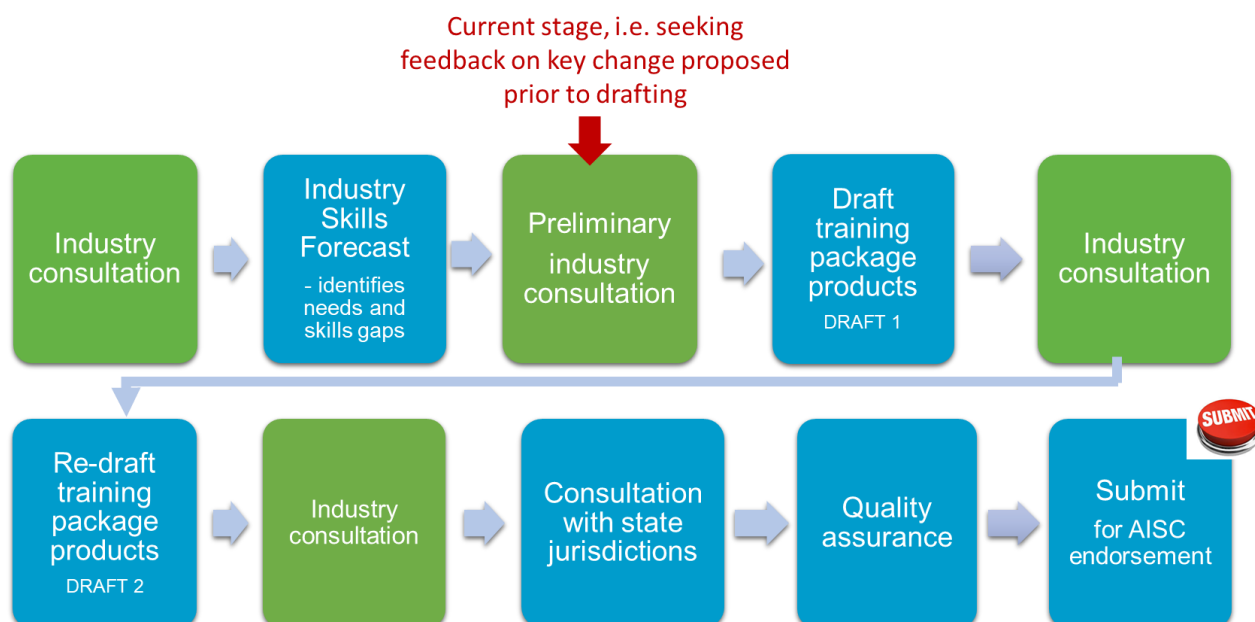 Current stage, i.e. seeking
feedback on key change proposed
prior to drafting
Industry
consultation
Industry
Skills
Forecast
- identifies
needs and
skills gaps
Preliminary
industry
consultation
Draft
training
package
products
DRAFT 1
Industry
consultation
Re-draft
training
package
products
DRAFT 2
Industry
consultation
Consultation
with state
jurisdictions
Quality
assurance
SUBMIT
Submit
for AISC
endorsement